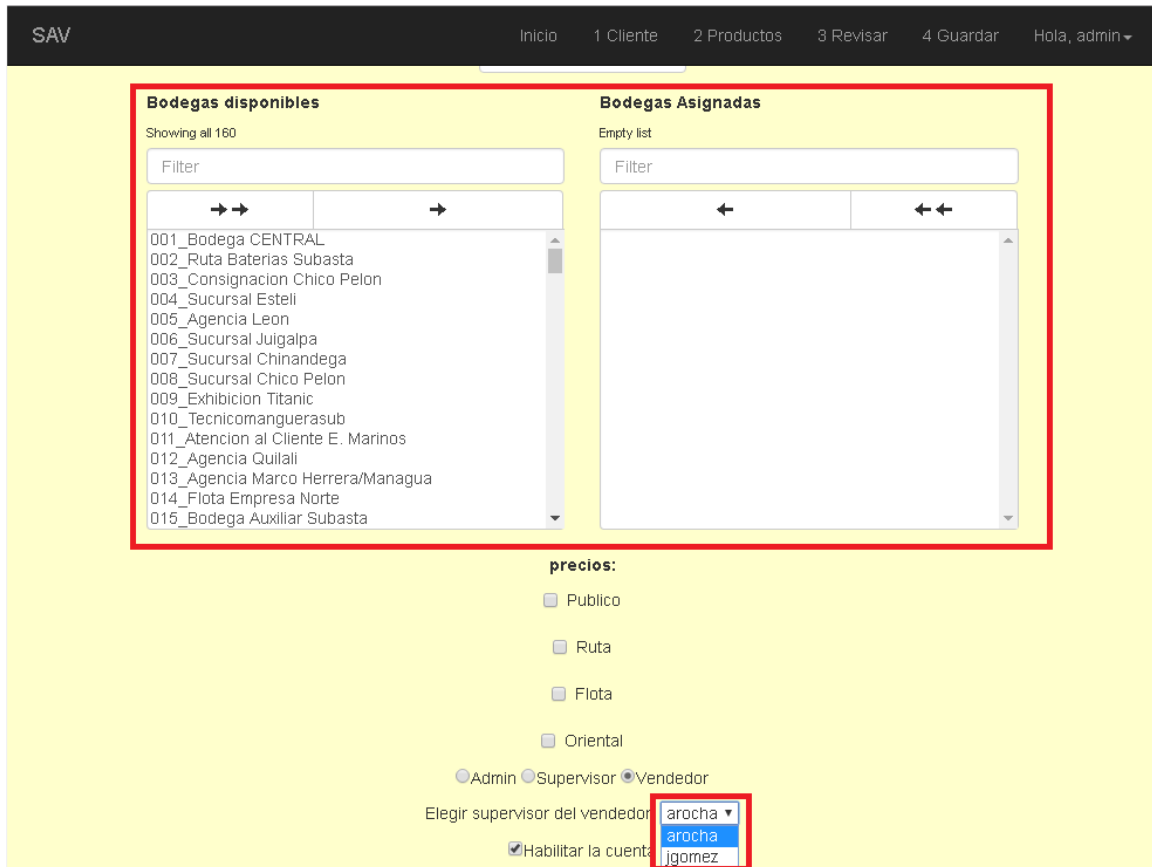 SAV Inicio 1 Cliente 2 Productos 3 Revisar 4 Guardar Hola, admin
Bodegas disponibles
Showing all 160
Filter
001_Bodega CENTRAL
002_Ruta Baterias Subasta
003_Consignacion Chico Pelon
004_Sucursal Esteli
005_Agencia Leon
006_Sucursal Juigalpa
007_Sucursal Chinandega
008_Sucursal Chico Pelon
009_Exhibicion Titanic
010_Tecnicomanguerasub
011_Atencion al Cliente E. Marinos
012_Agencia Quilali
013_Agencia Marco Herrera/Managua
014_Flota Empresa Norte
015_Bodega Auxiliar Subasta
Bodegas Asignadas
Empty list
Filter
precios:
Publico
Ruta
Flota
Oriental
Admin Supervisor Vendedor
Elegir supervisor del vendedor arocha
arocha
jgomez
Habilitar la cuenta